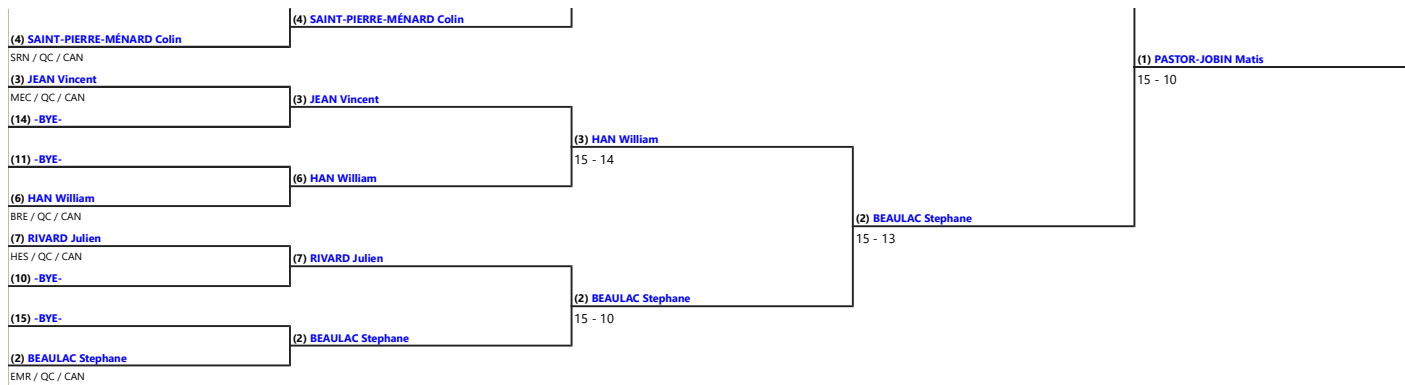 (4) SAINT-PIERRE-MÉNARD Colin
(4) SAINT-PIERRE-MÉNARD Colin
SRN / QC / CAN
(1) PASTOR-JOBIN Matis
15 - 10
(3) JEAN Vincent
MEC / QC / CAN
(3) JEAN Vincent
(14) -BYE-
(3) HAN William
15 - 14
(11) -BYE-
(6) HAN William
(6) HAN William
BRE / QC / CAN
(2) BEAULAC Stephane
15 - 13
(7) RIVARD Julien
HES / QC / CAN
(7) RIVARD Julien
(10) -BYE-
(2) BEAULAC Stephane
15 - 10
(15) -BYE-
(2) BEAULAC Stephane
(2) BEAULAC Stephane
EMR / QC / CAN